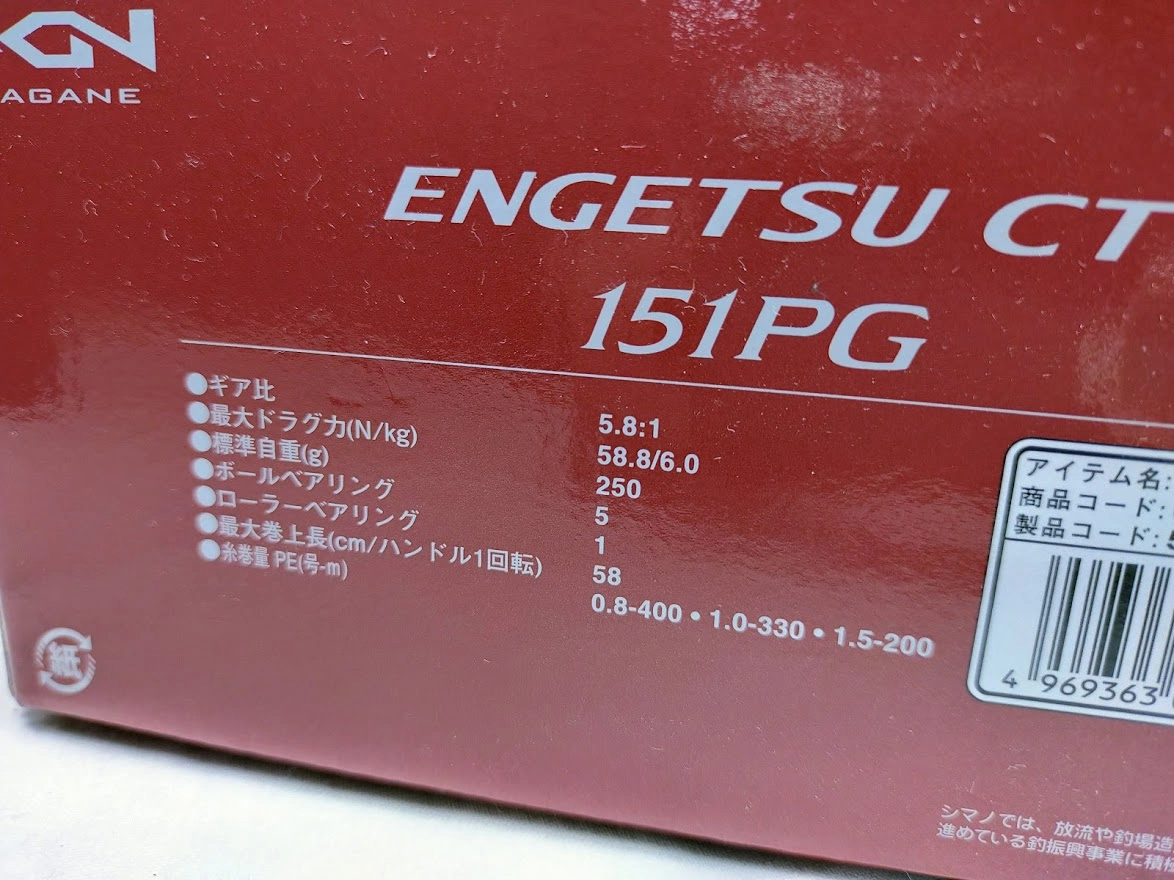 AGANE
ENGETSU CT
151PG
●ギア比 5.8:1
●最大ドラグ力(N/kg) 58.8/6.0
●標準自重(g) 250
●ボールベアリング 5
●ローラーベアリング 1
●最大巻上長(cm/ハンドル1回転) 58
●糸巻量 PE(号-m) 0.8-400・1.0-330・1.5-200
紙
アイテム名:
商品コード:
製品コード:
4 969363
シマノでは、放流や釣場造
進めている釣振興事業に積極